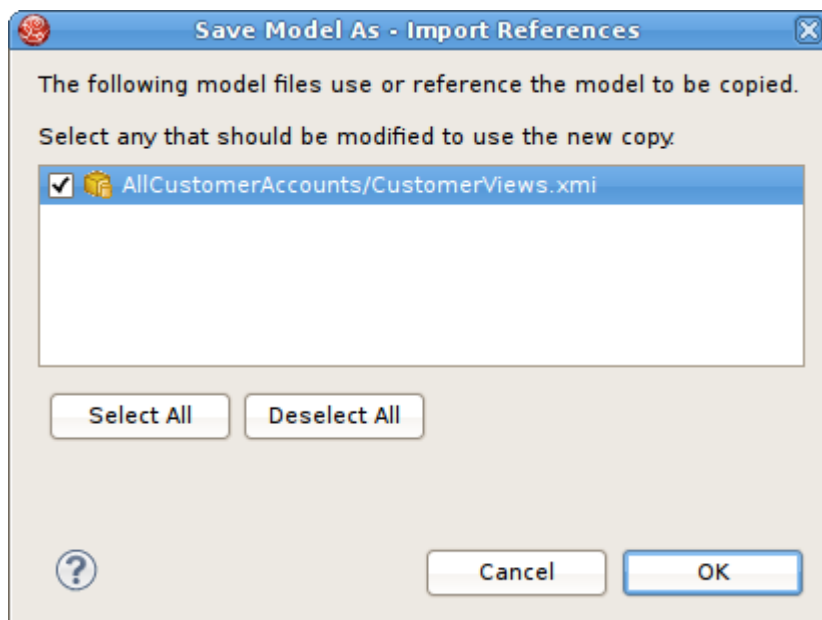 Save Model As - Import References
The following model files use or reference the model to be copied.
Select any that should be modified to use the new copy.
AllCustomerAccounts/CustomerViews.xmi
Select All
Deselect All
?
Cancel
OK